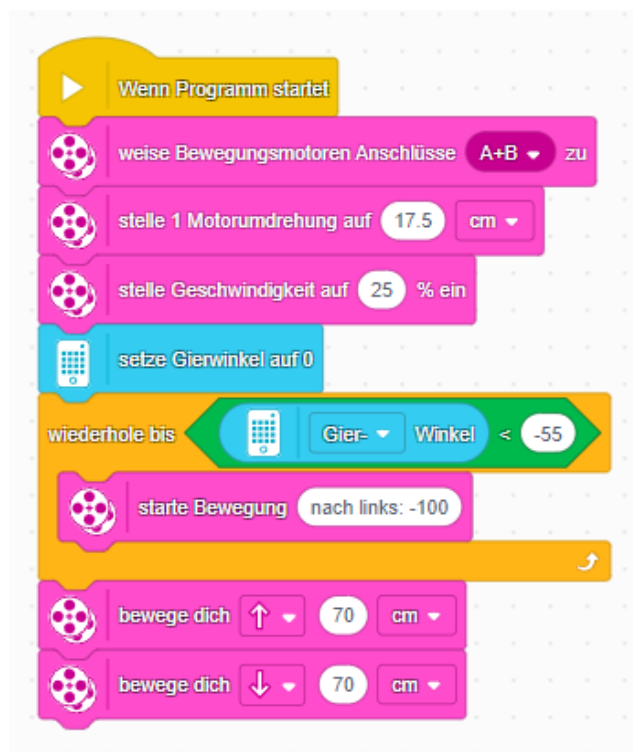 Wenn Programm startet
weise Bewegungsmotoren Anschlüsse A+B zu
stelle 1 Motorumdrehung auf 17.5 cm
stelle Geschwindigkeit auf 25 % ein
setze Gierwinkel auf 0
wiederhole bis Gier- Winkel < -55
starte Bewegung nach links: -100
bewege dich ↑ 70 cm
bewege dich ↓ 70 cm